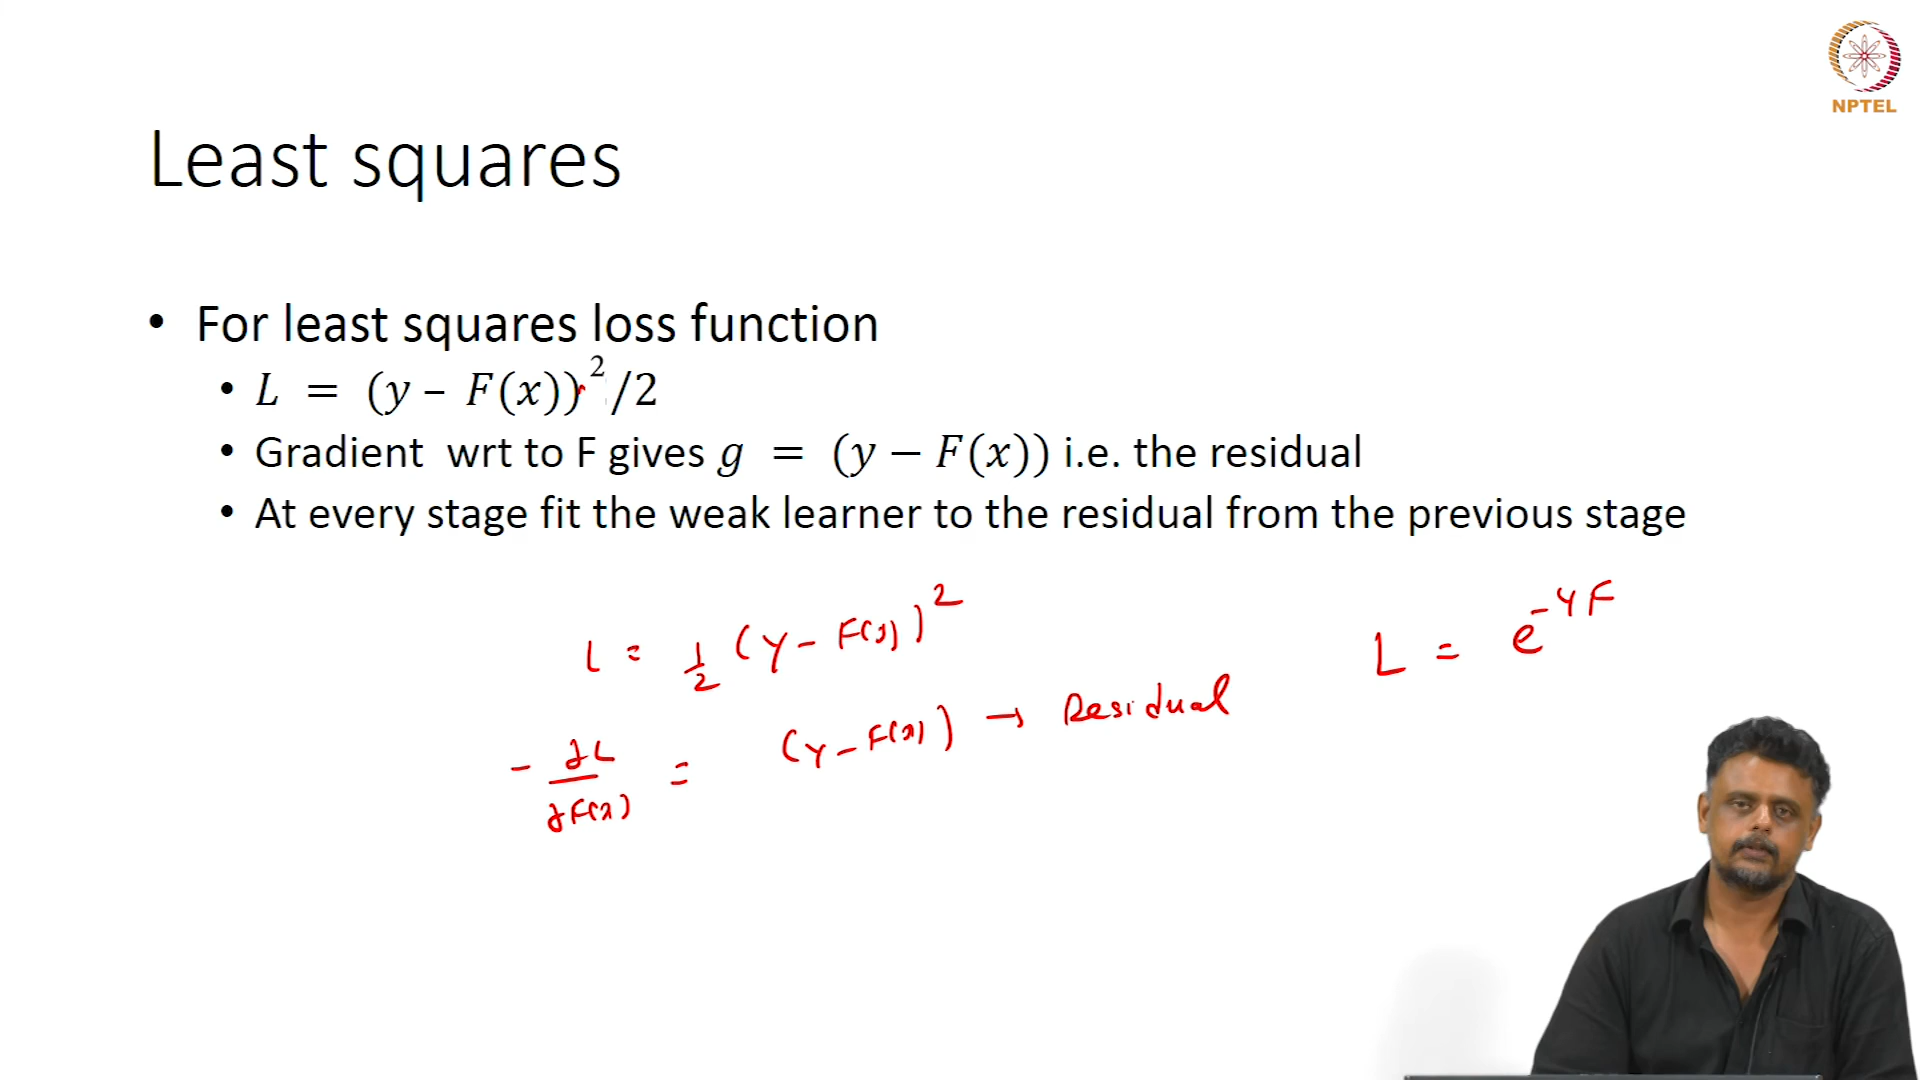 NPTEL
Least squares
• For least squares loss function
• L = (y – F(x))²/2
• Gradient wrt to F gives g = (y − F(x)) i.e. the residual
• At every stage fit the weak learner to the residual from the previous stage
L = 1/2 (y - F(x))²
L = e^{-yF}
- ∂L/∂F(x) = (y - F(x)) → Residual